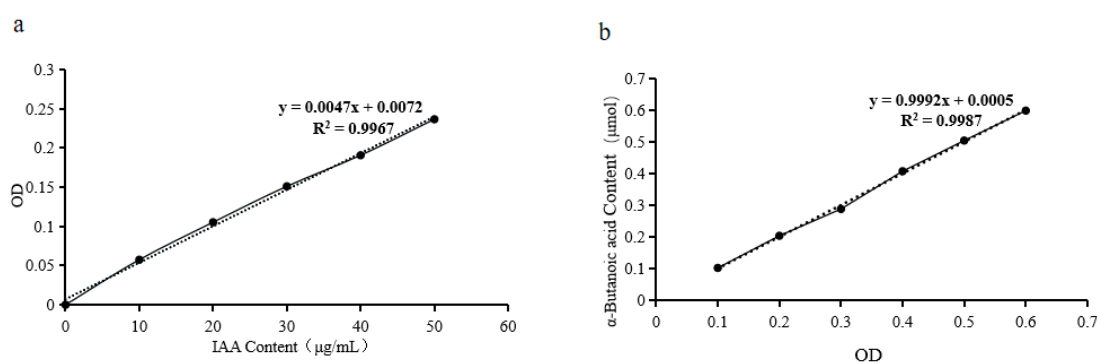 a
0.3
0.25
0.2
0.15
0.1
0.05
0
OD
y = 0.0047x + 0.0072
R² = 0.9967
0 10 20 30 40 50 60
IAA Content（μg/mL）
b
0.7
0.6
0.5
0.4
0.3
0.2
0.1
0
α-Butanoic acid Content（μmol）
y = 0.9992x + 0.0005
R² = 0.9987
0 0.1 0.2 0.3 0.4 0.5 0.6 0.7
OD